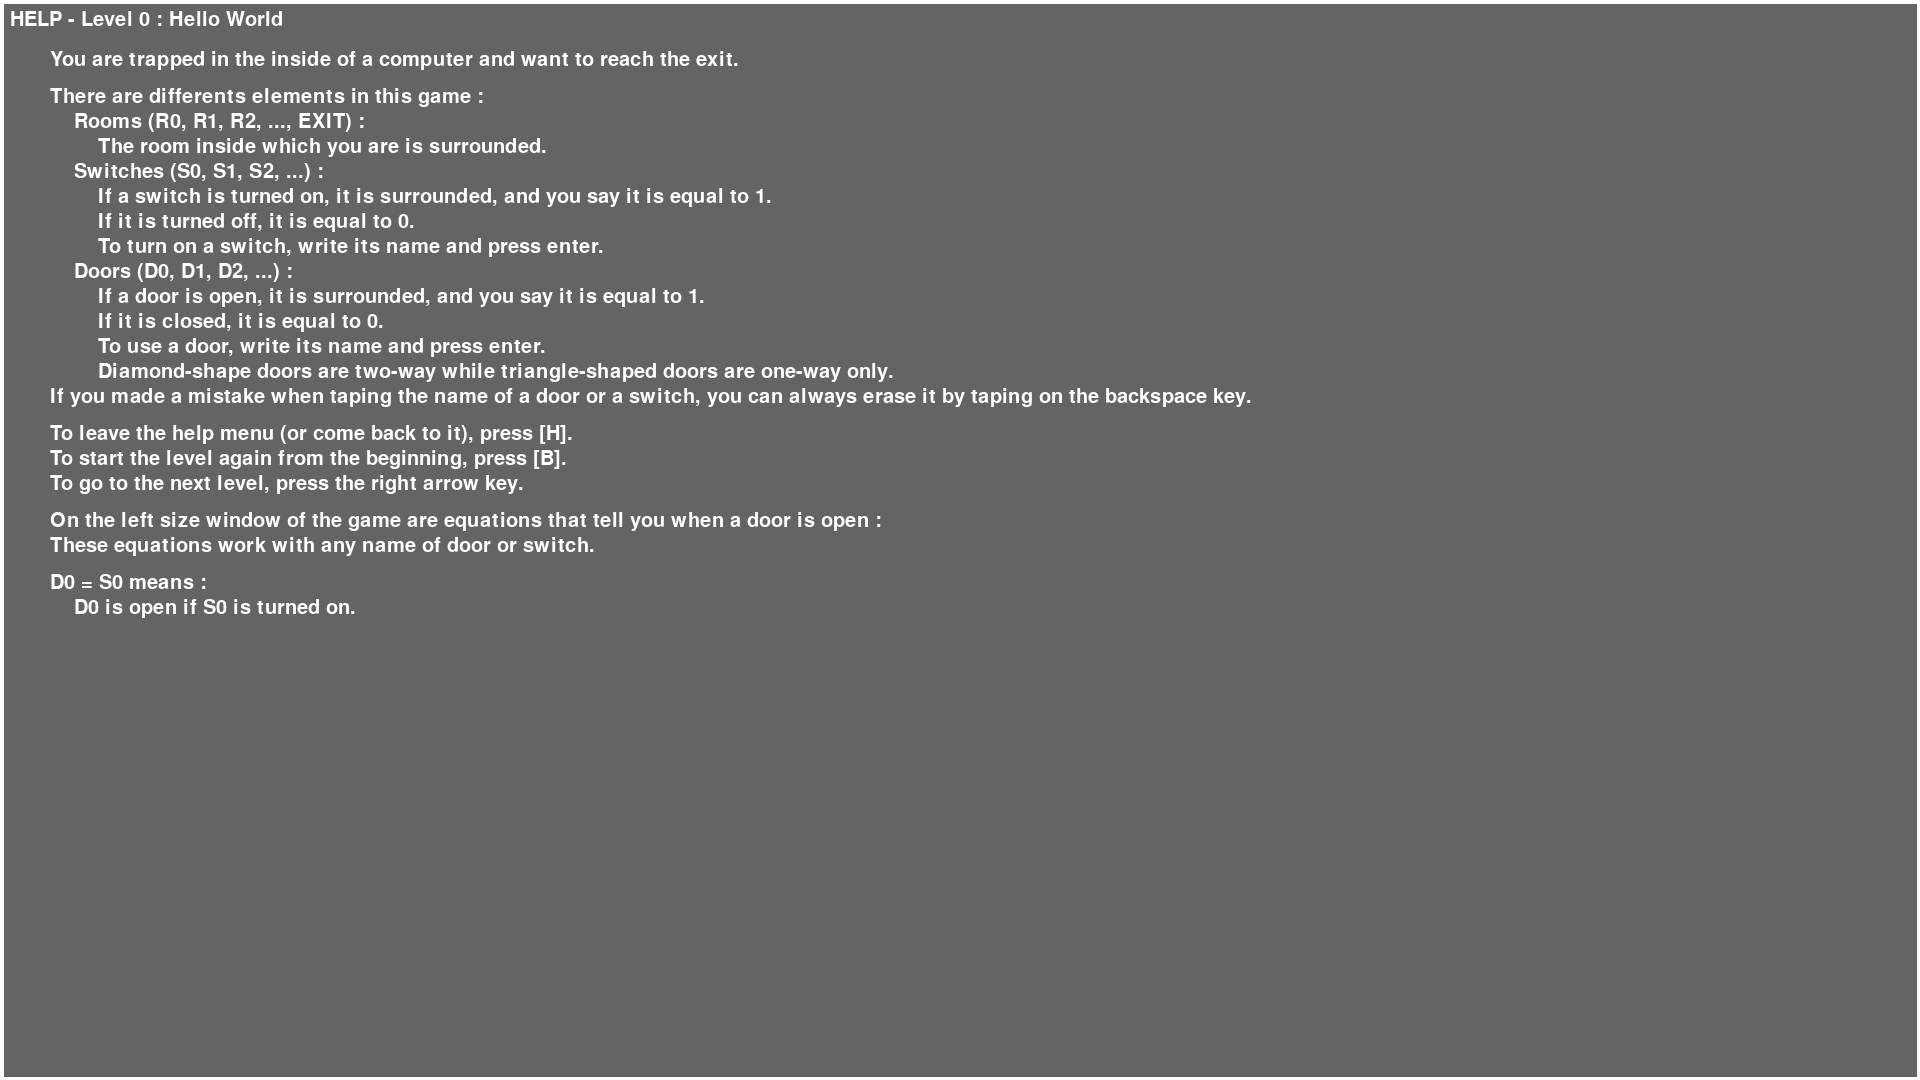 HELP - Level 0 : Hello World
You are trapped in the inside of a computer and want to reach the exit.
There are differents elements in this game :
Rooms (R0, R1, R2, ..., EXIT) :
The room inside which you are is surrounded.
Switches (S0, S1, S2, ...) :
If a switch is turned on, it is surrounded, and you say it is equal to 1.
If it is turned off, it is equal to 0.
To turn on a switch, write its name and press enter.
Doors (D0, D1, D2, ...) :
If a door is open, it is surrounded, and you say it is equal to 1.
If it is closed, it is equal to 0.
To use a door, write its name and press enter.
Diamond-shape doors are two-way while triangle-shaped doors are one-way only.
If you made a mistake when taping the name of a door or a switch, you can always erase it by taping on the backspace key.
To leave the help menu (or come back to it), press [H].
To start the level again from the beginning, press [B].
To go to the next level, press the right arrow key.
On the left size window of the game are equations that tell you when a door is open :
These equations work with any name of door or switch.
D0 = S0 means :
D0 is open if S0 is turned on.